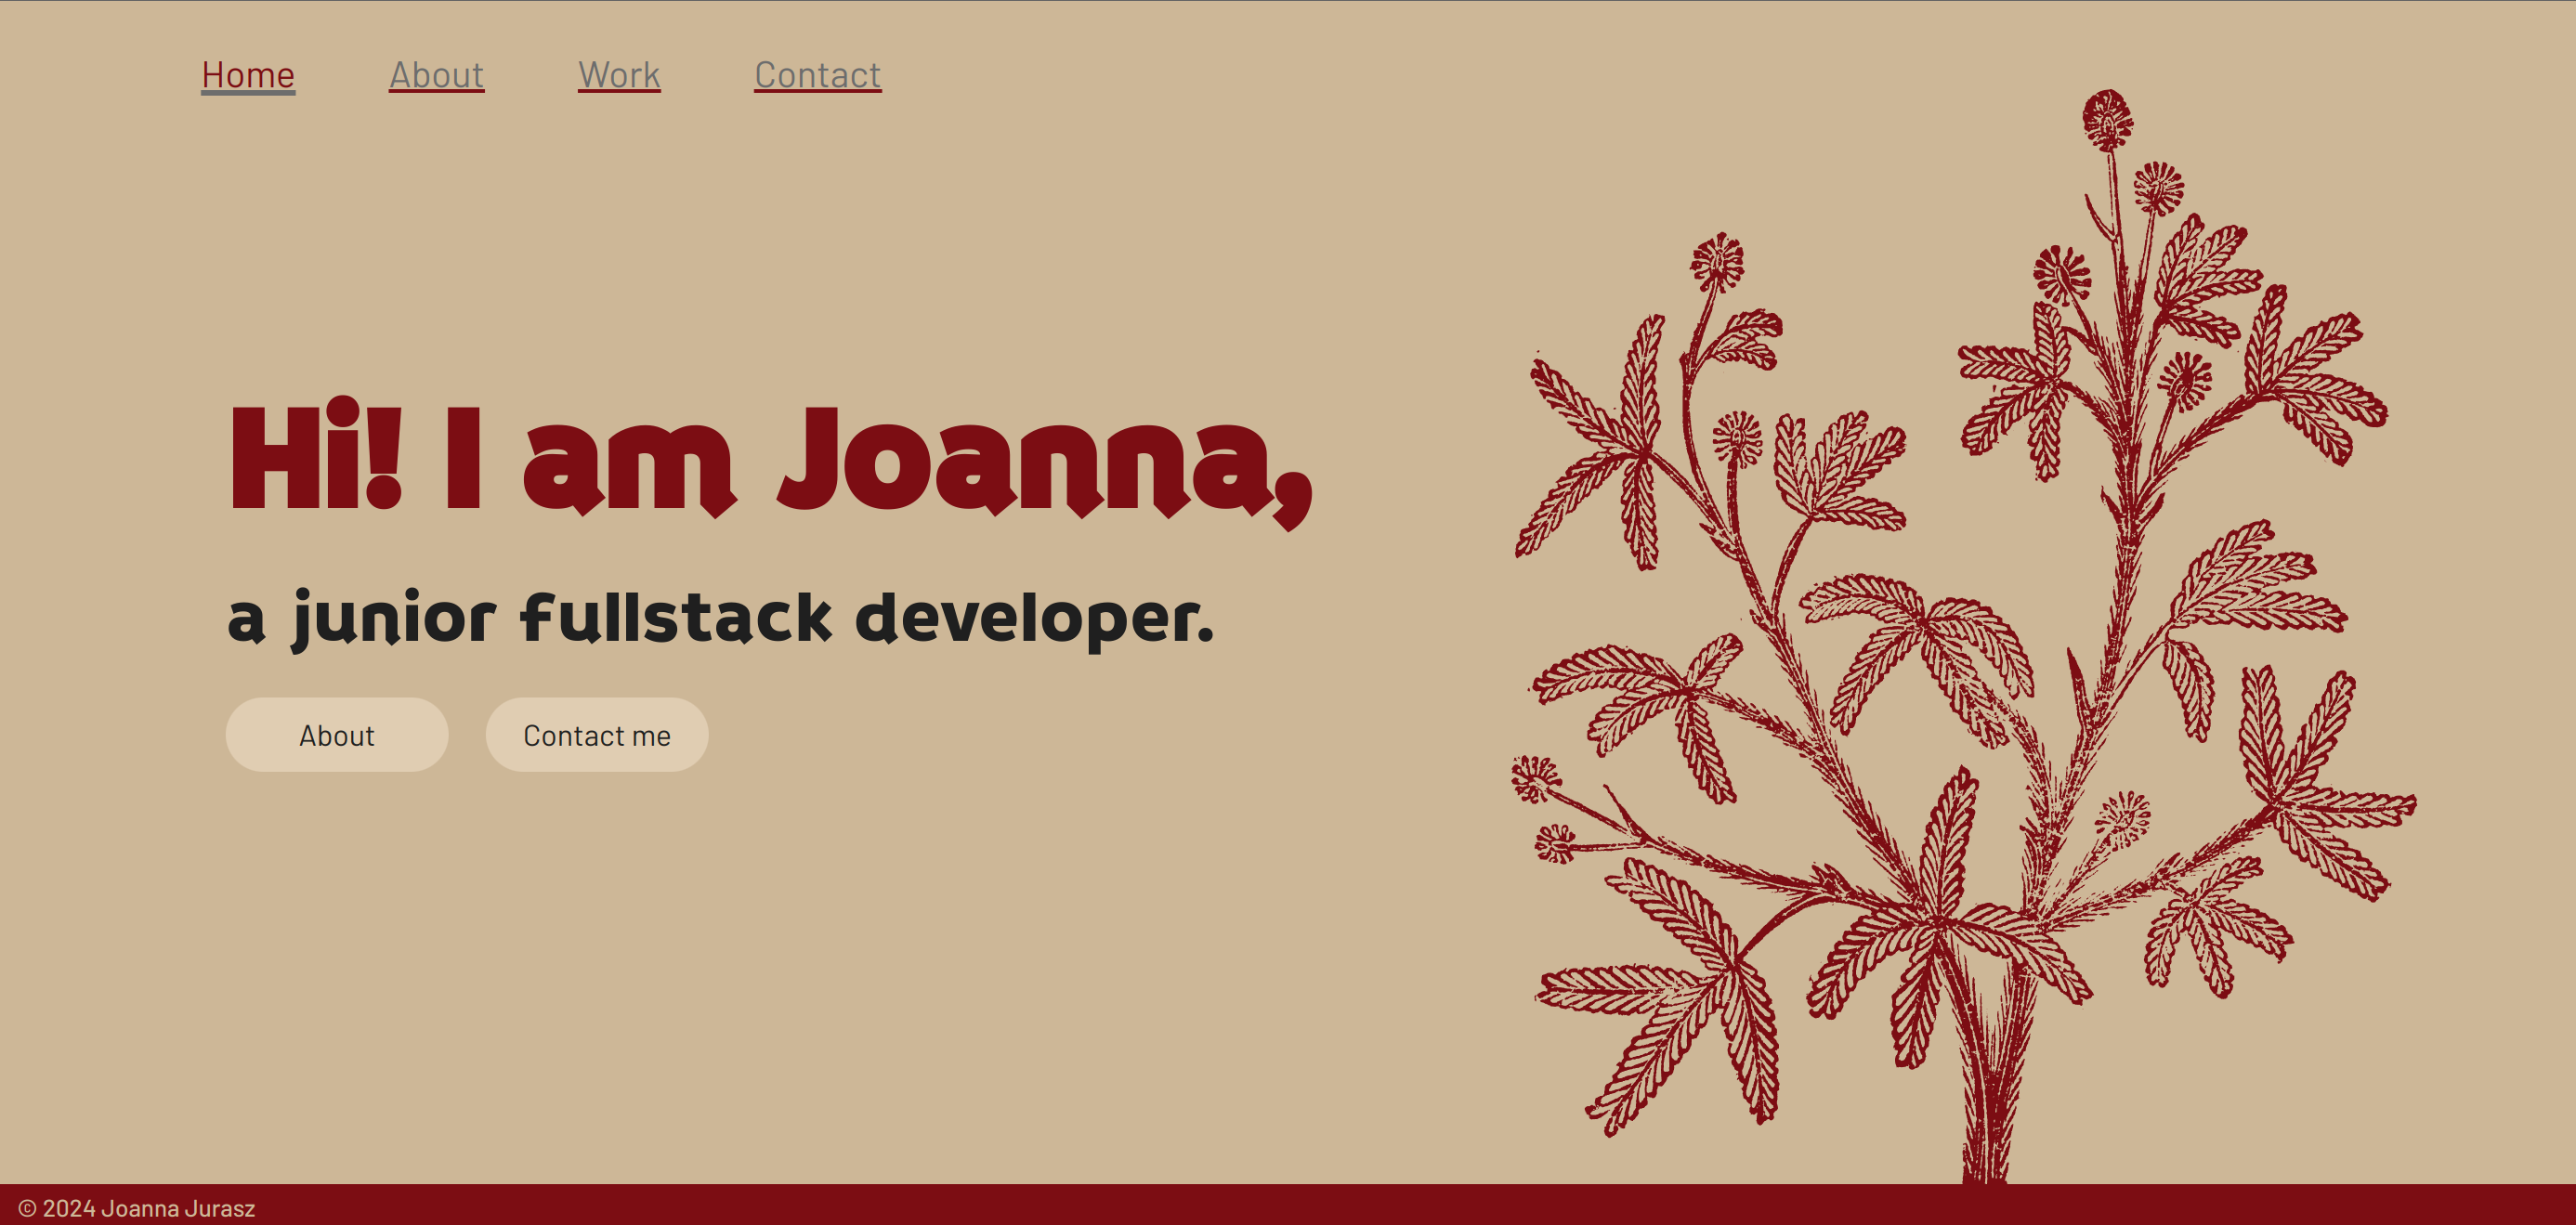 Home About Work Contact
Hi! I am Joanna,
a junior fullstack developer.
About Contact me
© 2024 Joanna Jurasz